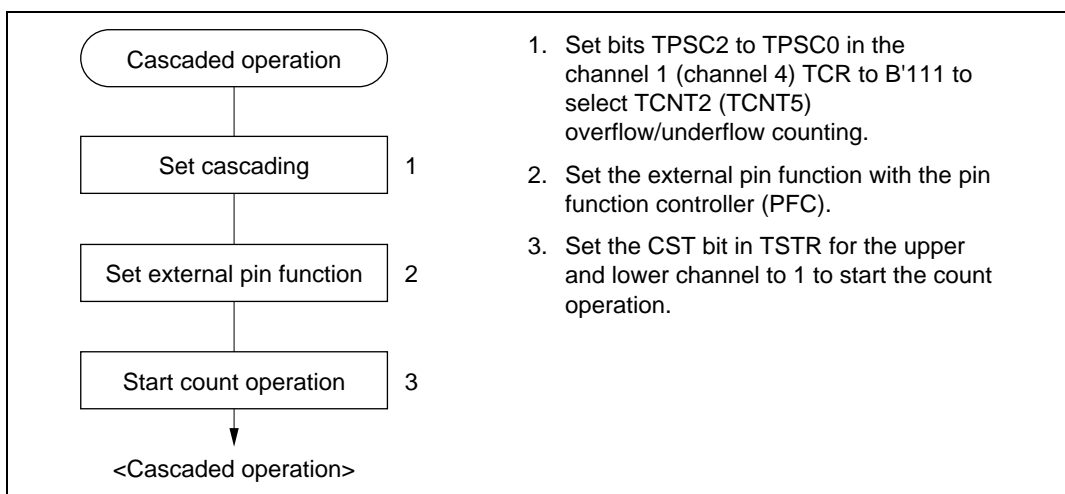 Cascaded operation
Set cascading 1
Set external pin function 2
Start count operation 3
<Cascaded operation>
1. Set bits TPSC2 to TPSC0 in the
channel 1 (channel 4) TCR to B'111 to
select TCNT2 (TCNT5)
overflow/underflow counting.
2. Set the external pin function with the pin
function controller (PFC).
3. Set the CST bit in TSTR for the upper
and lower channel to 1 to start the count
operation.